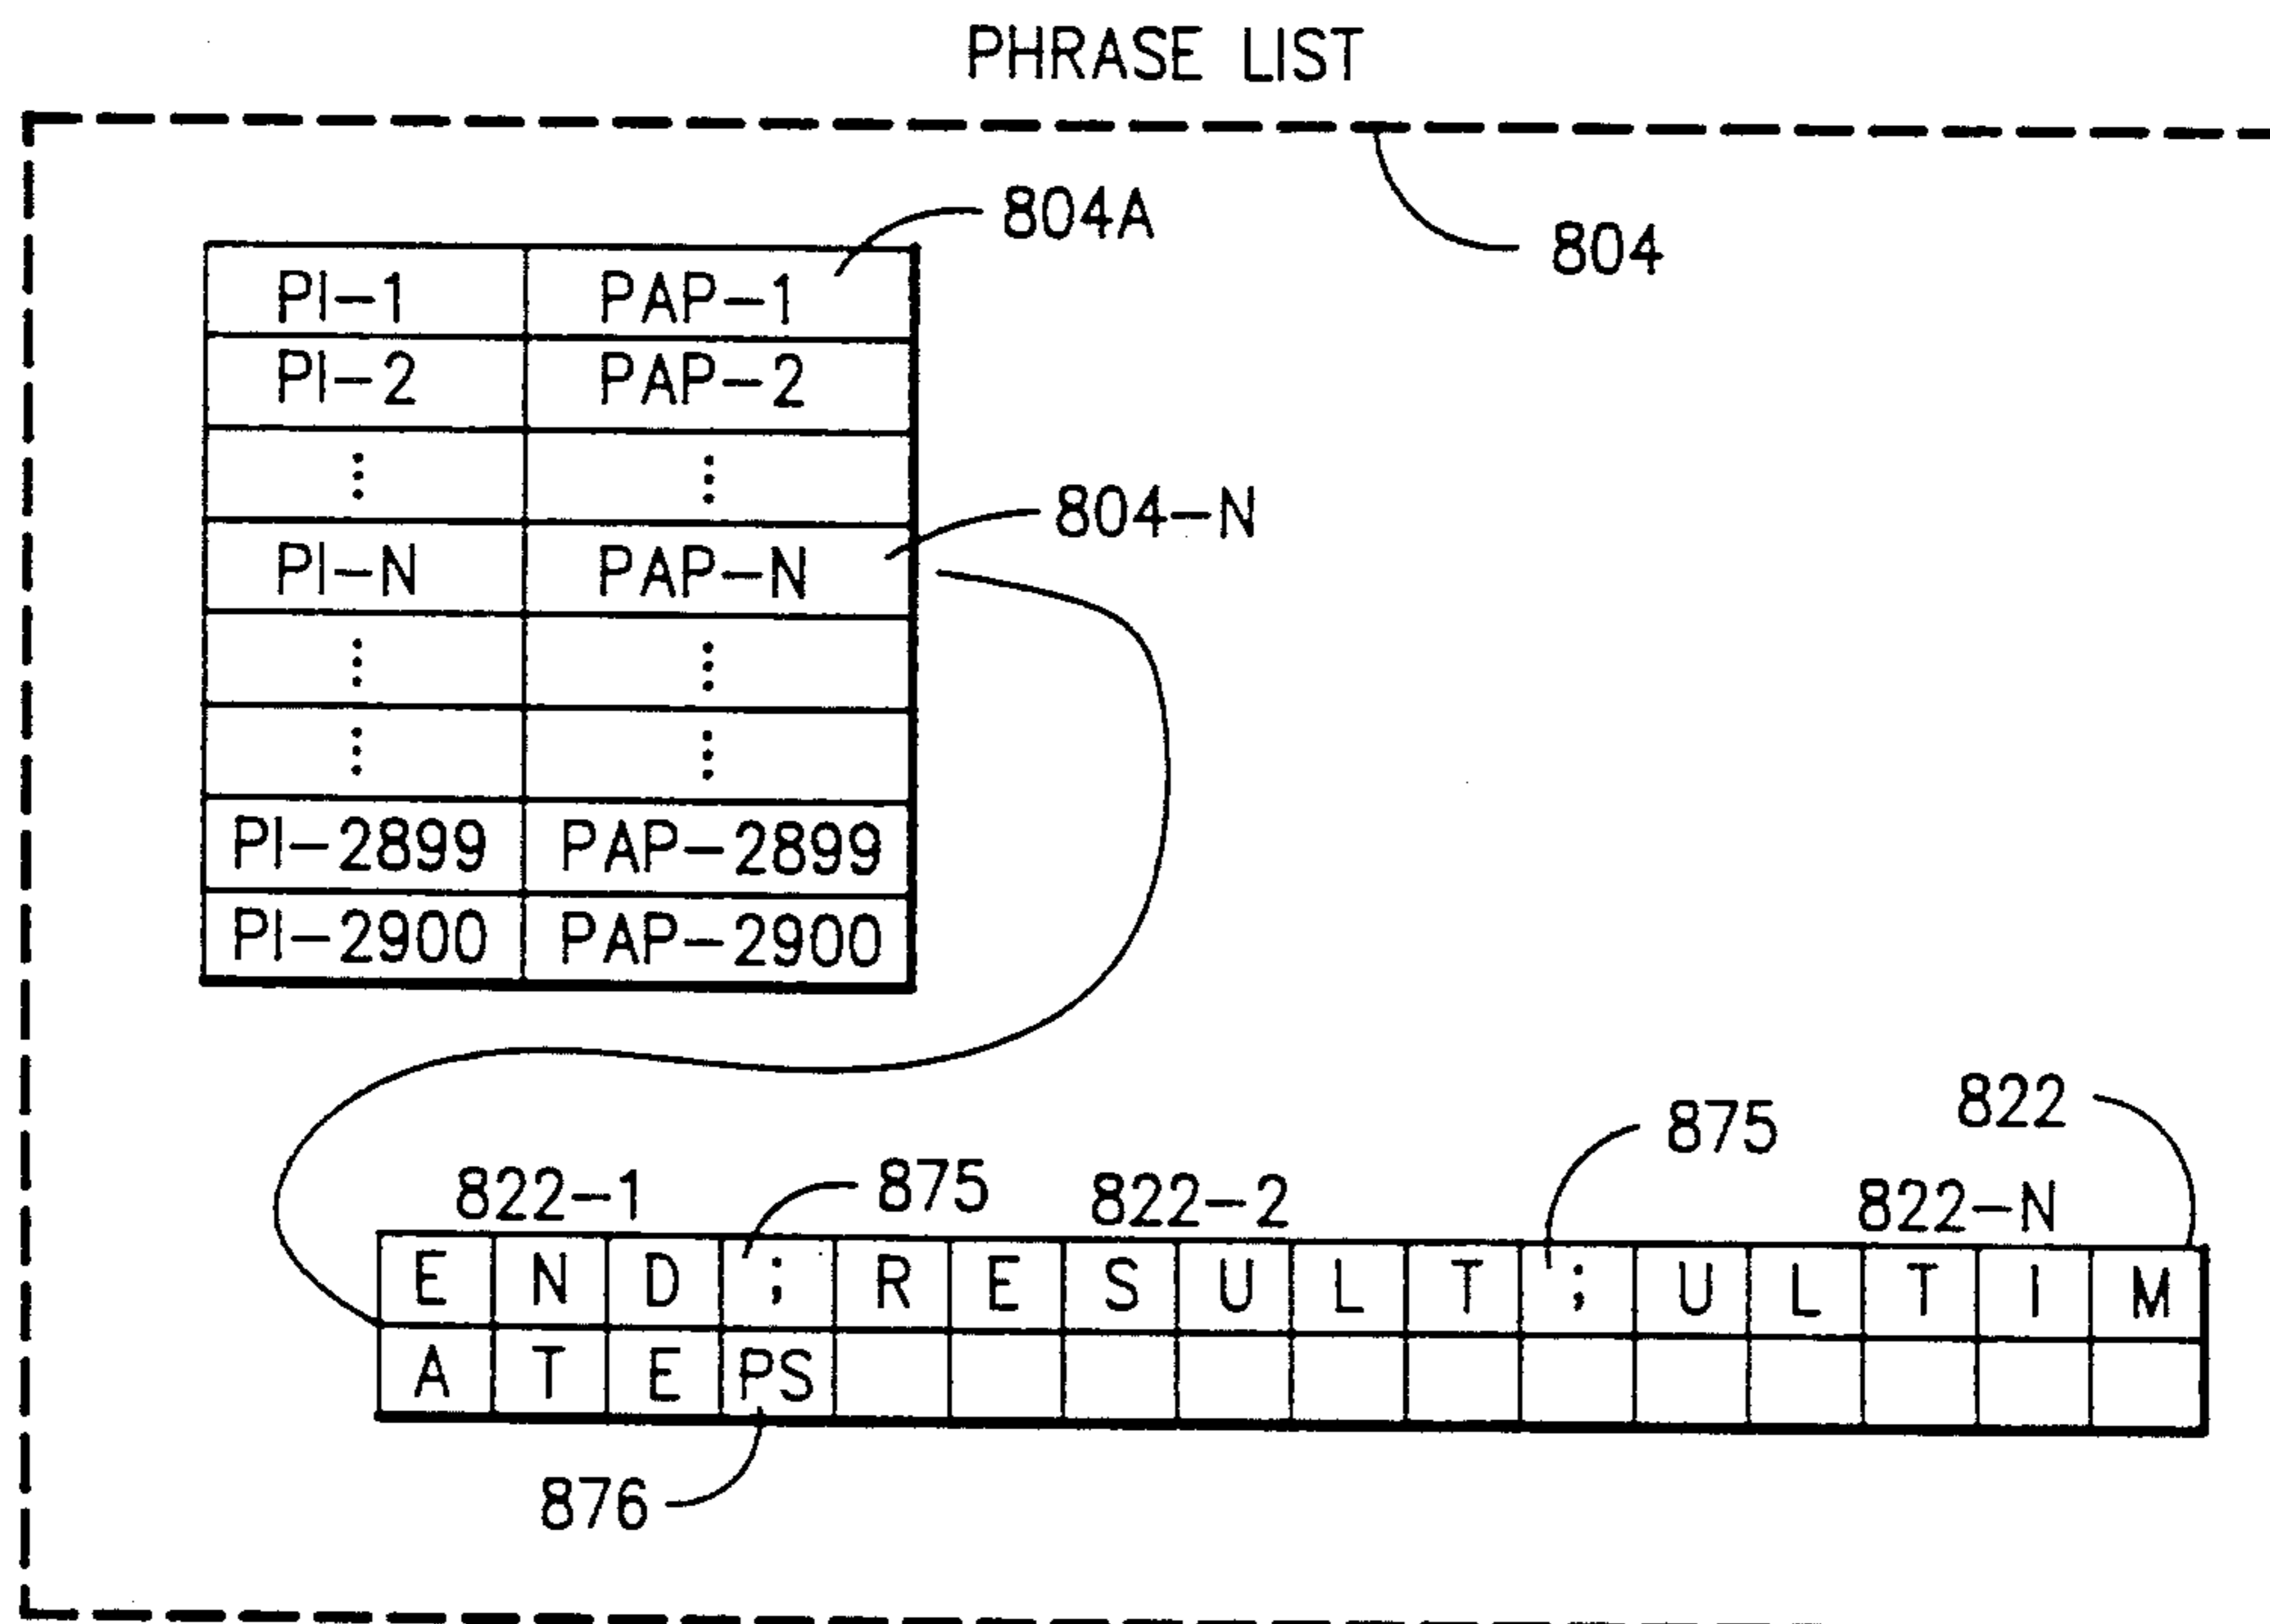 PHRASE LIST
804A
804
PI-1 PAP-1
PI-2 PAP-2
⋮ ⋮
804-N
PI-N PAP-N
⋮ ⋮
⋮ ⋮
PI-2899 PAP-2899
PI-2900 PAP-2900
822
822-1 875 822-2 875 822-N
E N D ; R E S U L T ; U L T I M
A T E PS
876